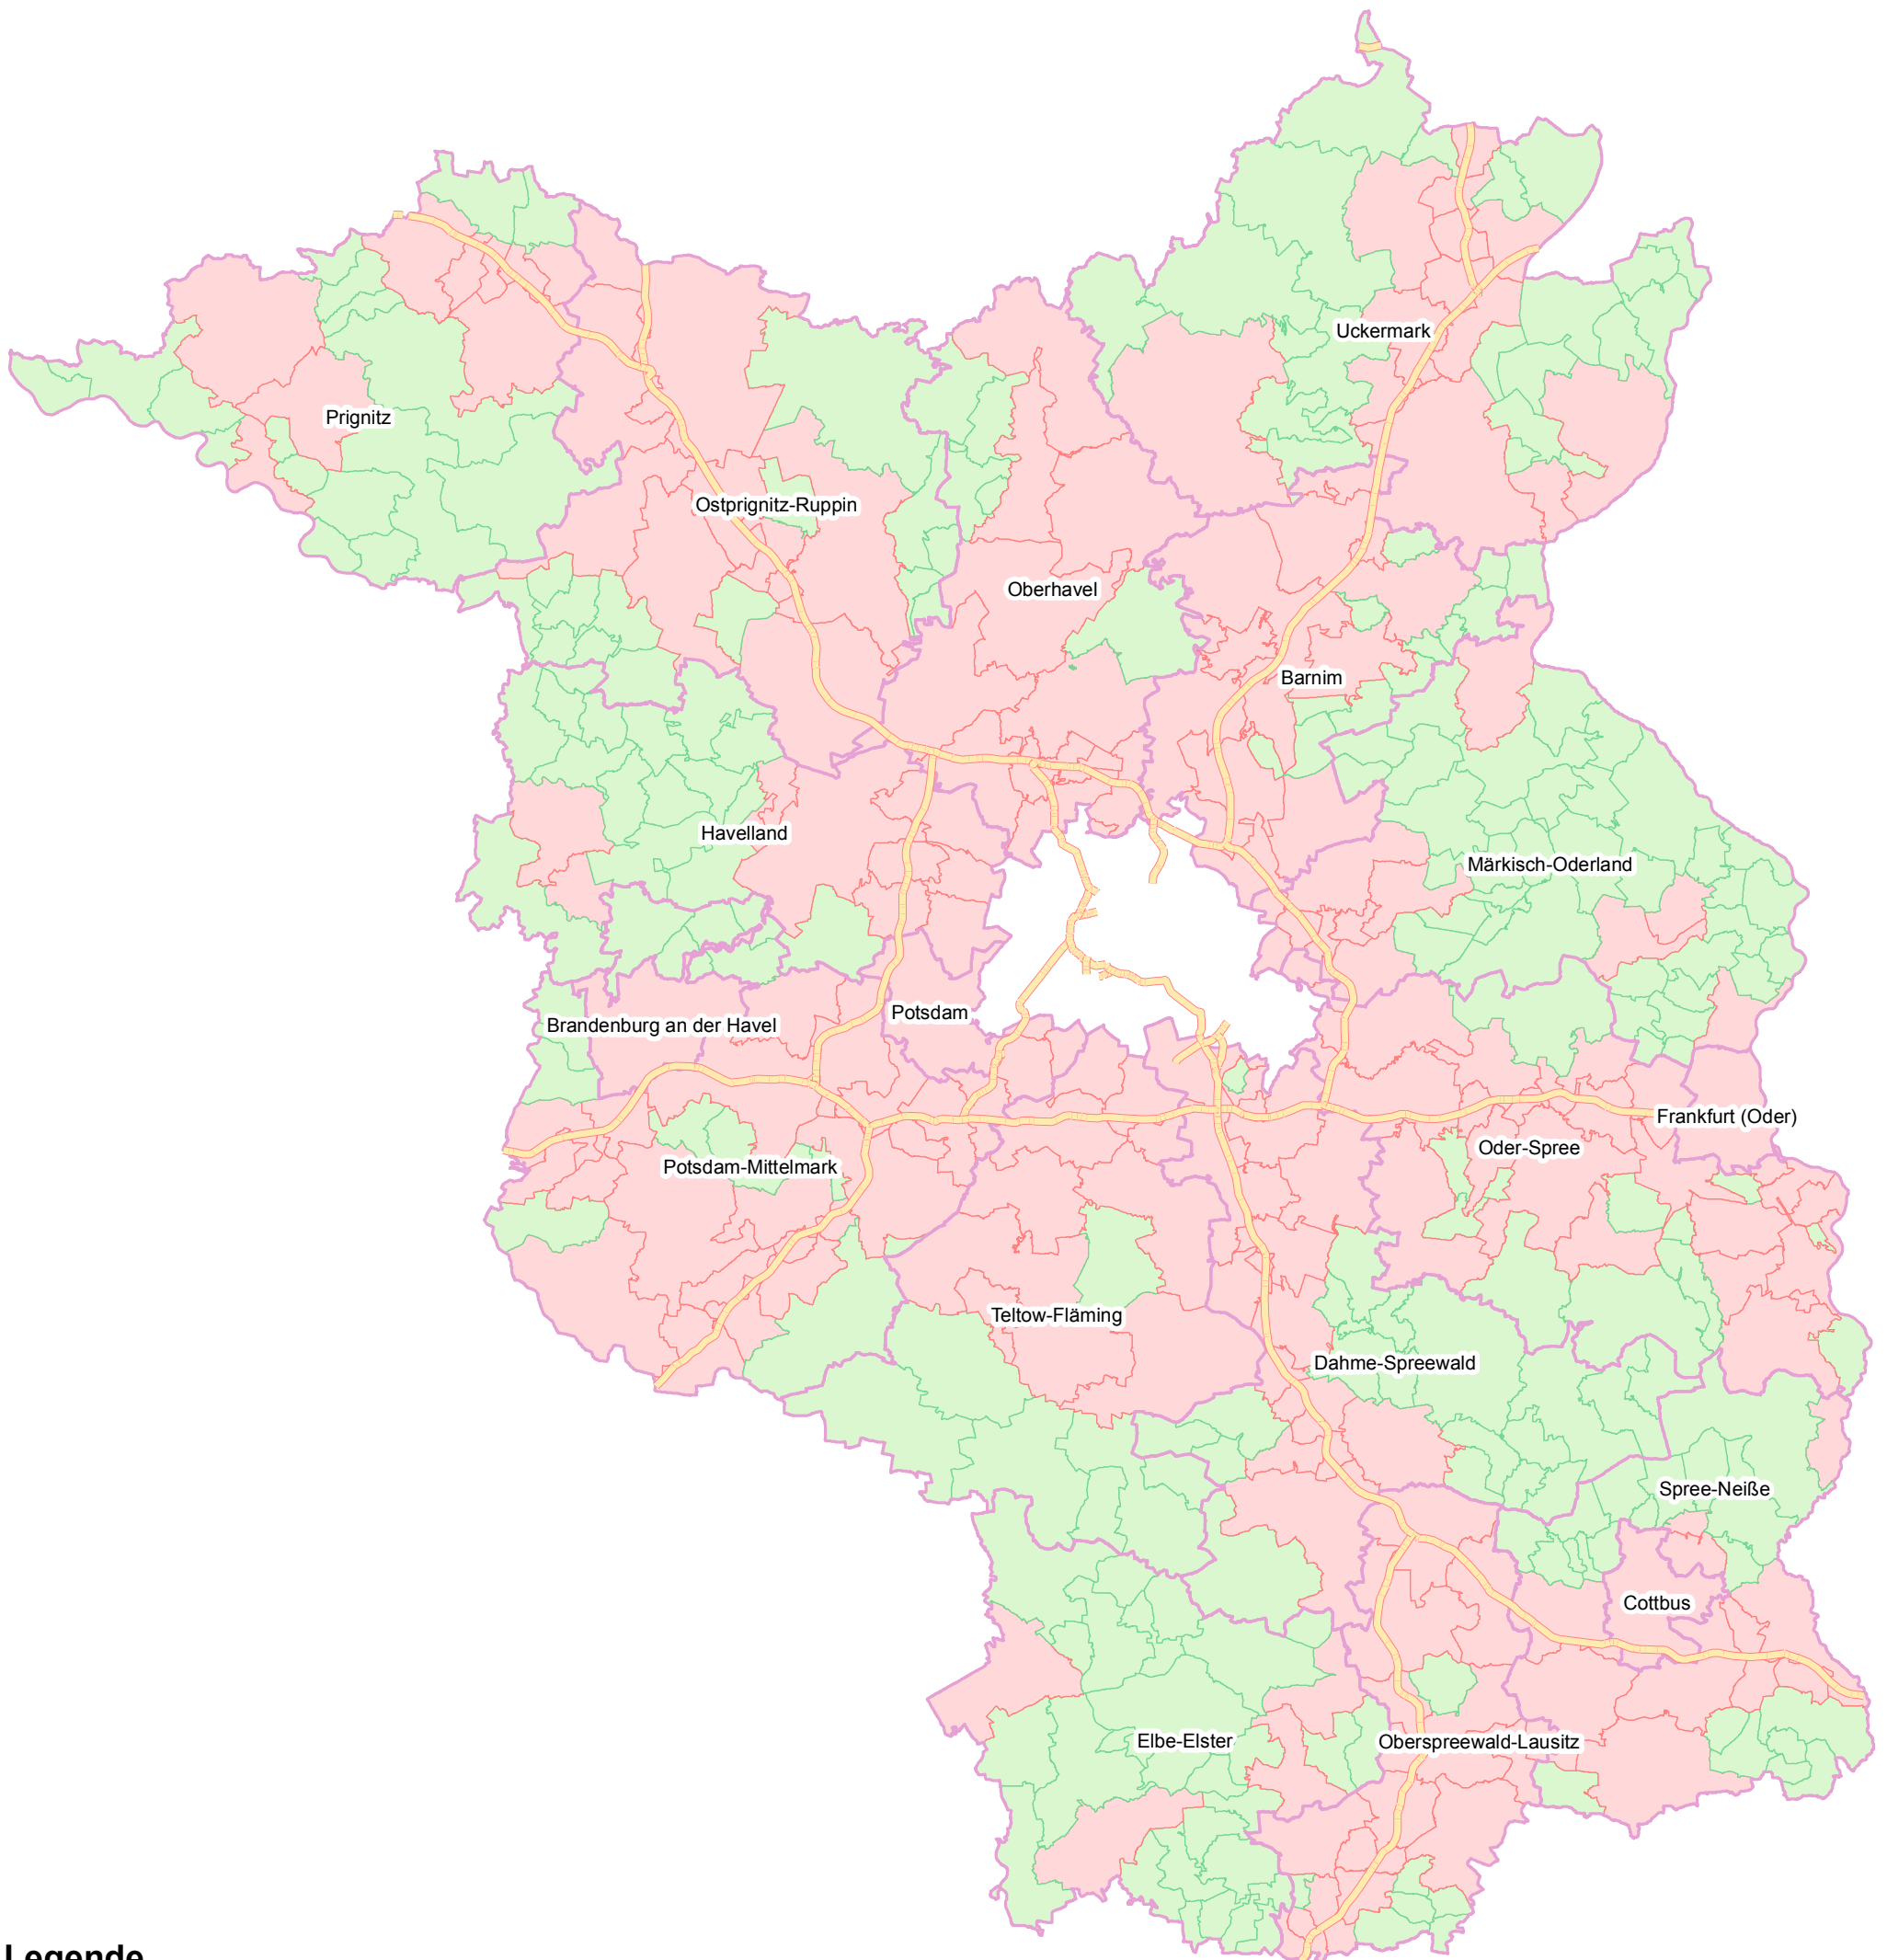 Uckermark
Prignitz
Ostprignitz-Ruppin
Oberhavel
Barnim
Havelland
Märkisch-Oderland
Potsdam
Brandenburg an der Havel
Frankfurt (Oder)
Oder-Spree
Potsdam-Mittelmark
Teltow-Fläming
Dahme-Spreewald
Spree-Neiße
Cottbus
Elbe-Elster
Oberspreewald-Lausitz
Legende